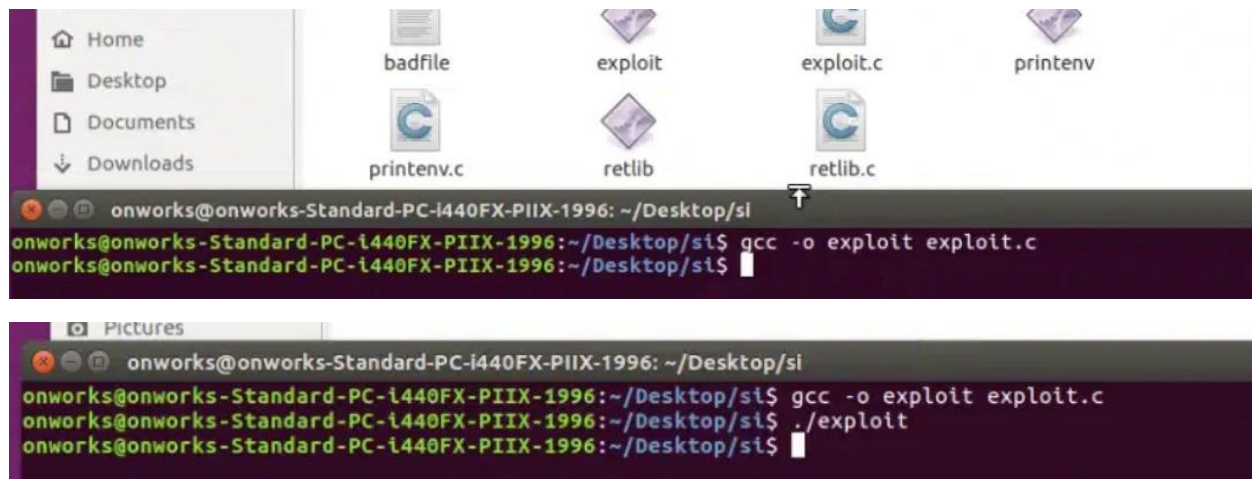 Home
badfile exploit exploit.c printenv
Desktop
Documents
Downloads
printenv.c retlib retlib.c
onworks@onworks-Standard-PC-i440FX-PIIX-1996: ~/Desktop/si
onworks@onworks-Standard-PC-i440FX-PIIX-1996:~/Desktop/si$ gcc -o exploit exploit.c
onworks@onworks-Standard-PC-i440FX-PIIX-1996:~/Desktop/si$
Pictures
onworks@onworks-Standard-PC-i440FX-PIIX-1996: ~/Desktop/si
onworks@onworks-Standard-PC-i440FX-PIIX-1996:~/Desktop/si$ gcc -o exploit exploit.c
onworks@onworks-Standard-PC-i440FX-PIIX-1996:~/Desktop/si$ ./exploit
onworks@onworks-Standard-PC-i440FX-PIIX-1996:~/Desktop/si$